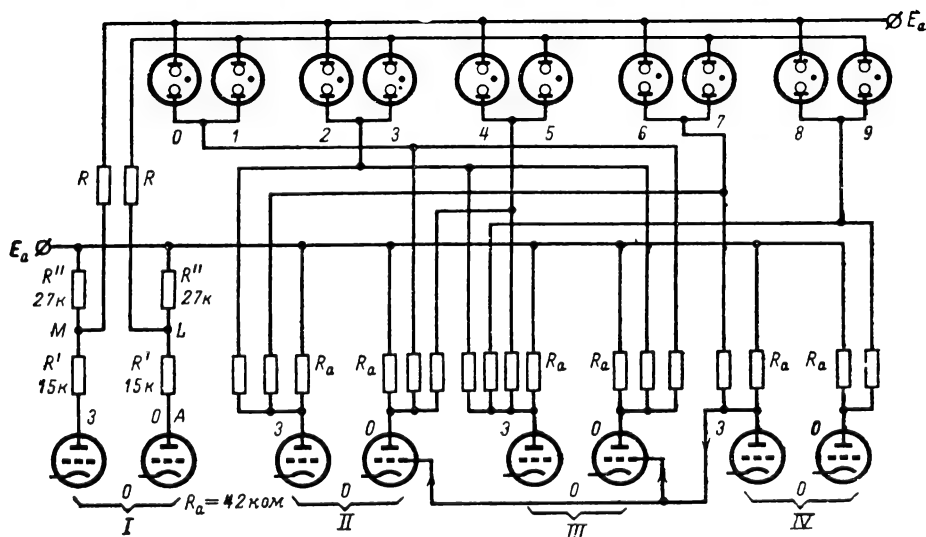 Eₐ
0 1 2 3 4 5 6 7 8 9
R R
Eₐ
R" 27к R" 27к
M L
R' 15к R' 15к
Rₐ Rₐ Rₐ Rₐ Rₐ
3 0 A 3 0 3 0 3 0
0 0 0 0
I Rₐ=42 ком II III IV